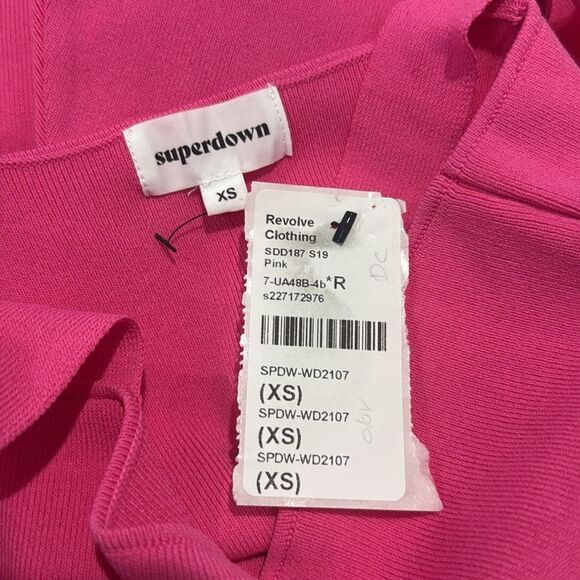 superdown
XS
Revolve
Clothing
SDD187 S19
Pink
7-UA48B-4b*R
s227172976
DC
SPDW-WD2107
(XS)
SPDW-WD2107
(XS)
SPDW-WD2107
(XS)